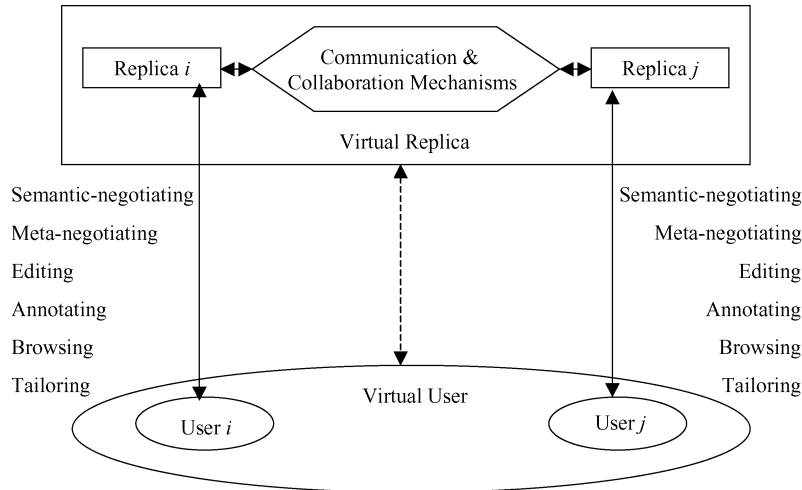 Replica i
Communication &
Collaboration Mechanisms
Replica j
Virtual Replica
Semantic-negotiating
Meta-negotiating
Editing
Annotating
Browsing
Tailoring
Semantic-negotiating
Meta-negotiating
Editing
Annotating
Browsing
Tailoring
Virtual User
User i
User j